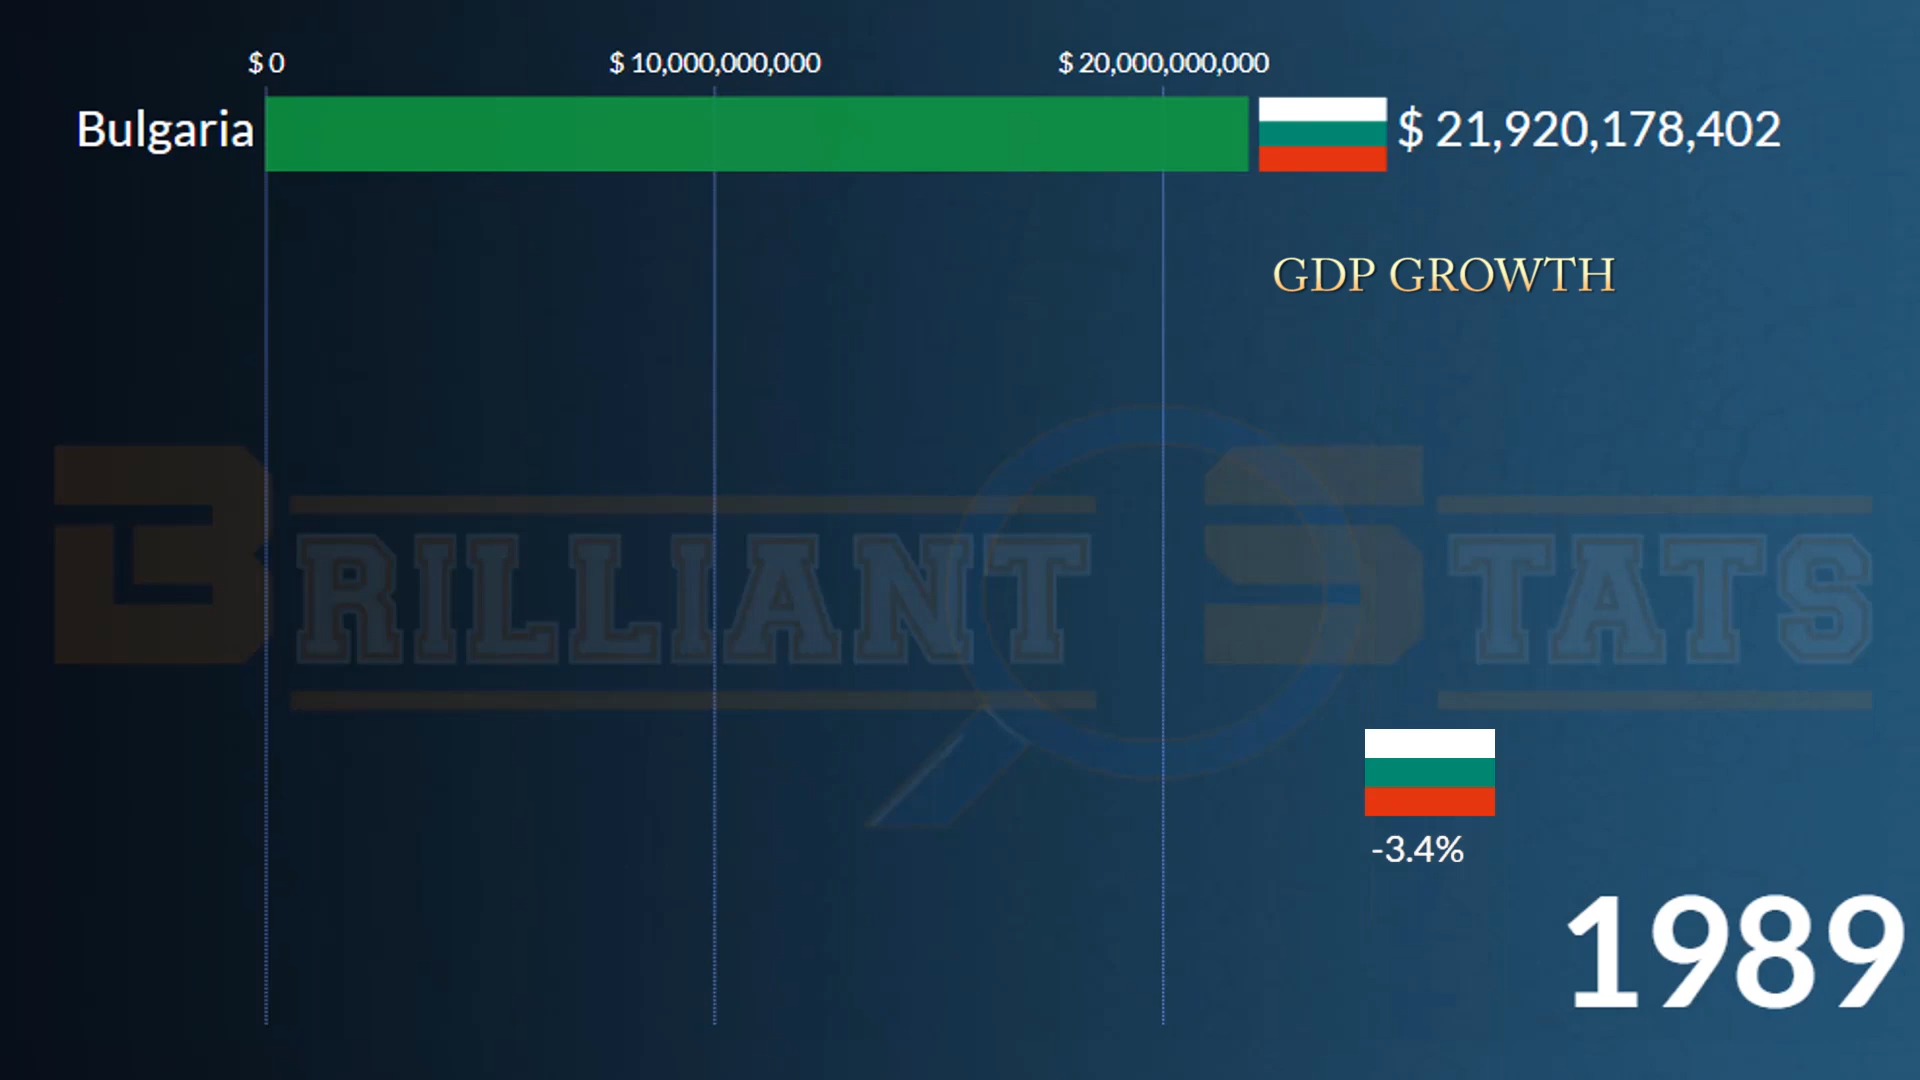 $ 0 $ 10,000,000,000 $ 20,000,000,000
Bulgaria $ 21,920,178,402
GDP GROWTH
BRILLIANT STATS
-3.4%
1989